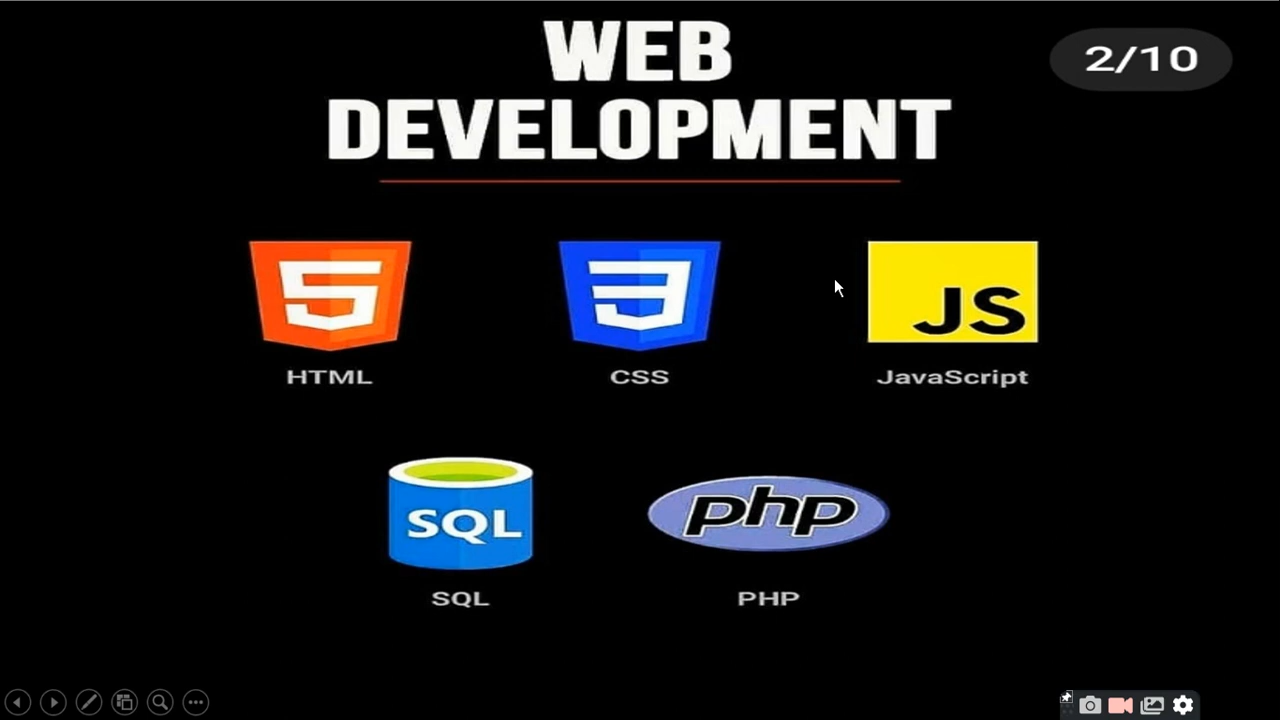 WEB
2/10
DEVELOPMENT
5
3
JS
HTML
CSS
JavaScript
SQL
php
SQL
PHP